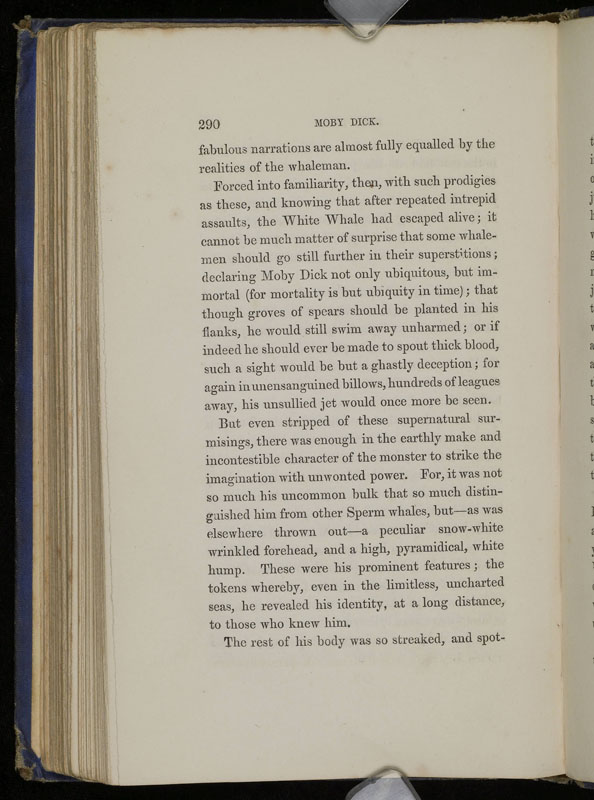 290 MOBY DICK.
fabulous narrations are almost fully equalled by the
realities of the whaleman.
Forced into familiarity, then, with such prodigies
as these, and knowing that after repeated intrepid
assaults, the White Whale had escaped alive; it
cannot be much matter of surprise that some whale-
men should go still further in their superstitions;
declaring Moby Dick not only ubiquitous, but im-
mortal (for mortality is but ubiquity in time); that
though groves of spears should be planted in his
flanks, he would still swim away unharmed; or if
indeed he should ever be made to spout thick blood,
such a sight would be but a ghastly deception; for
again in unensanguined billows, hundreds of leagues
away, his unsullied jet would once more be seen.
But even stripped of these supernatural sur-
misings, there was enough in the earthly make and
incontestible character of the monster to strike the
imagination with unwonted power. For, it was not
so much his uncommon bulk that so much distin-
guished him from other Sperm whales, but—as was
elsewhere thrown out—a peculiar snow-white
wrinkled forehead, and a high, pyramidical, white
hump. These were his prominent features; the
tokens whereby, even in the limitless, uncharted
seas, he revealed his identity, at a long distance,
to those who knew him.
The rest of his body was so streaked, and spot-